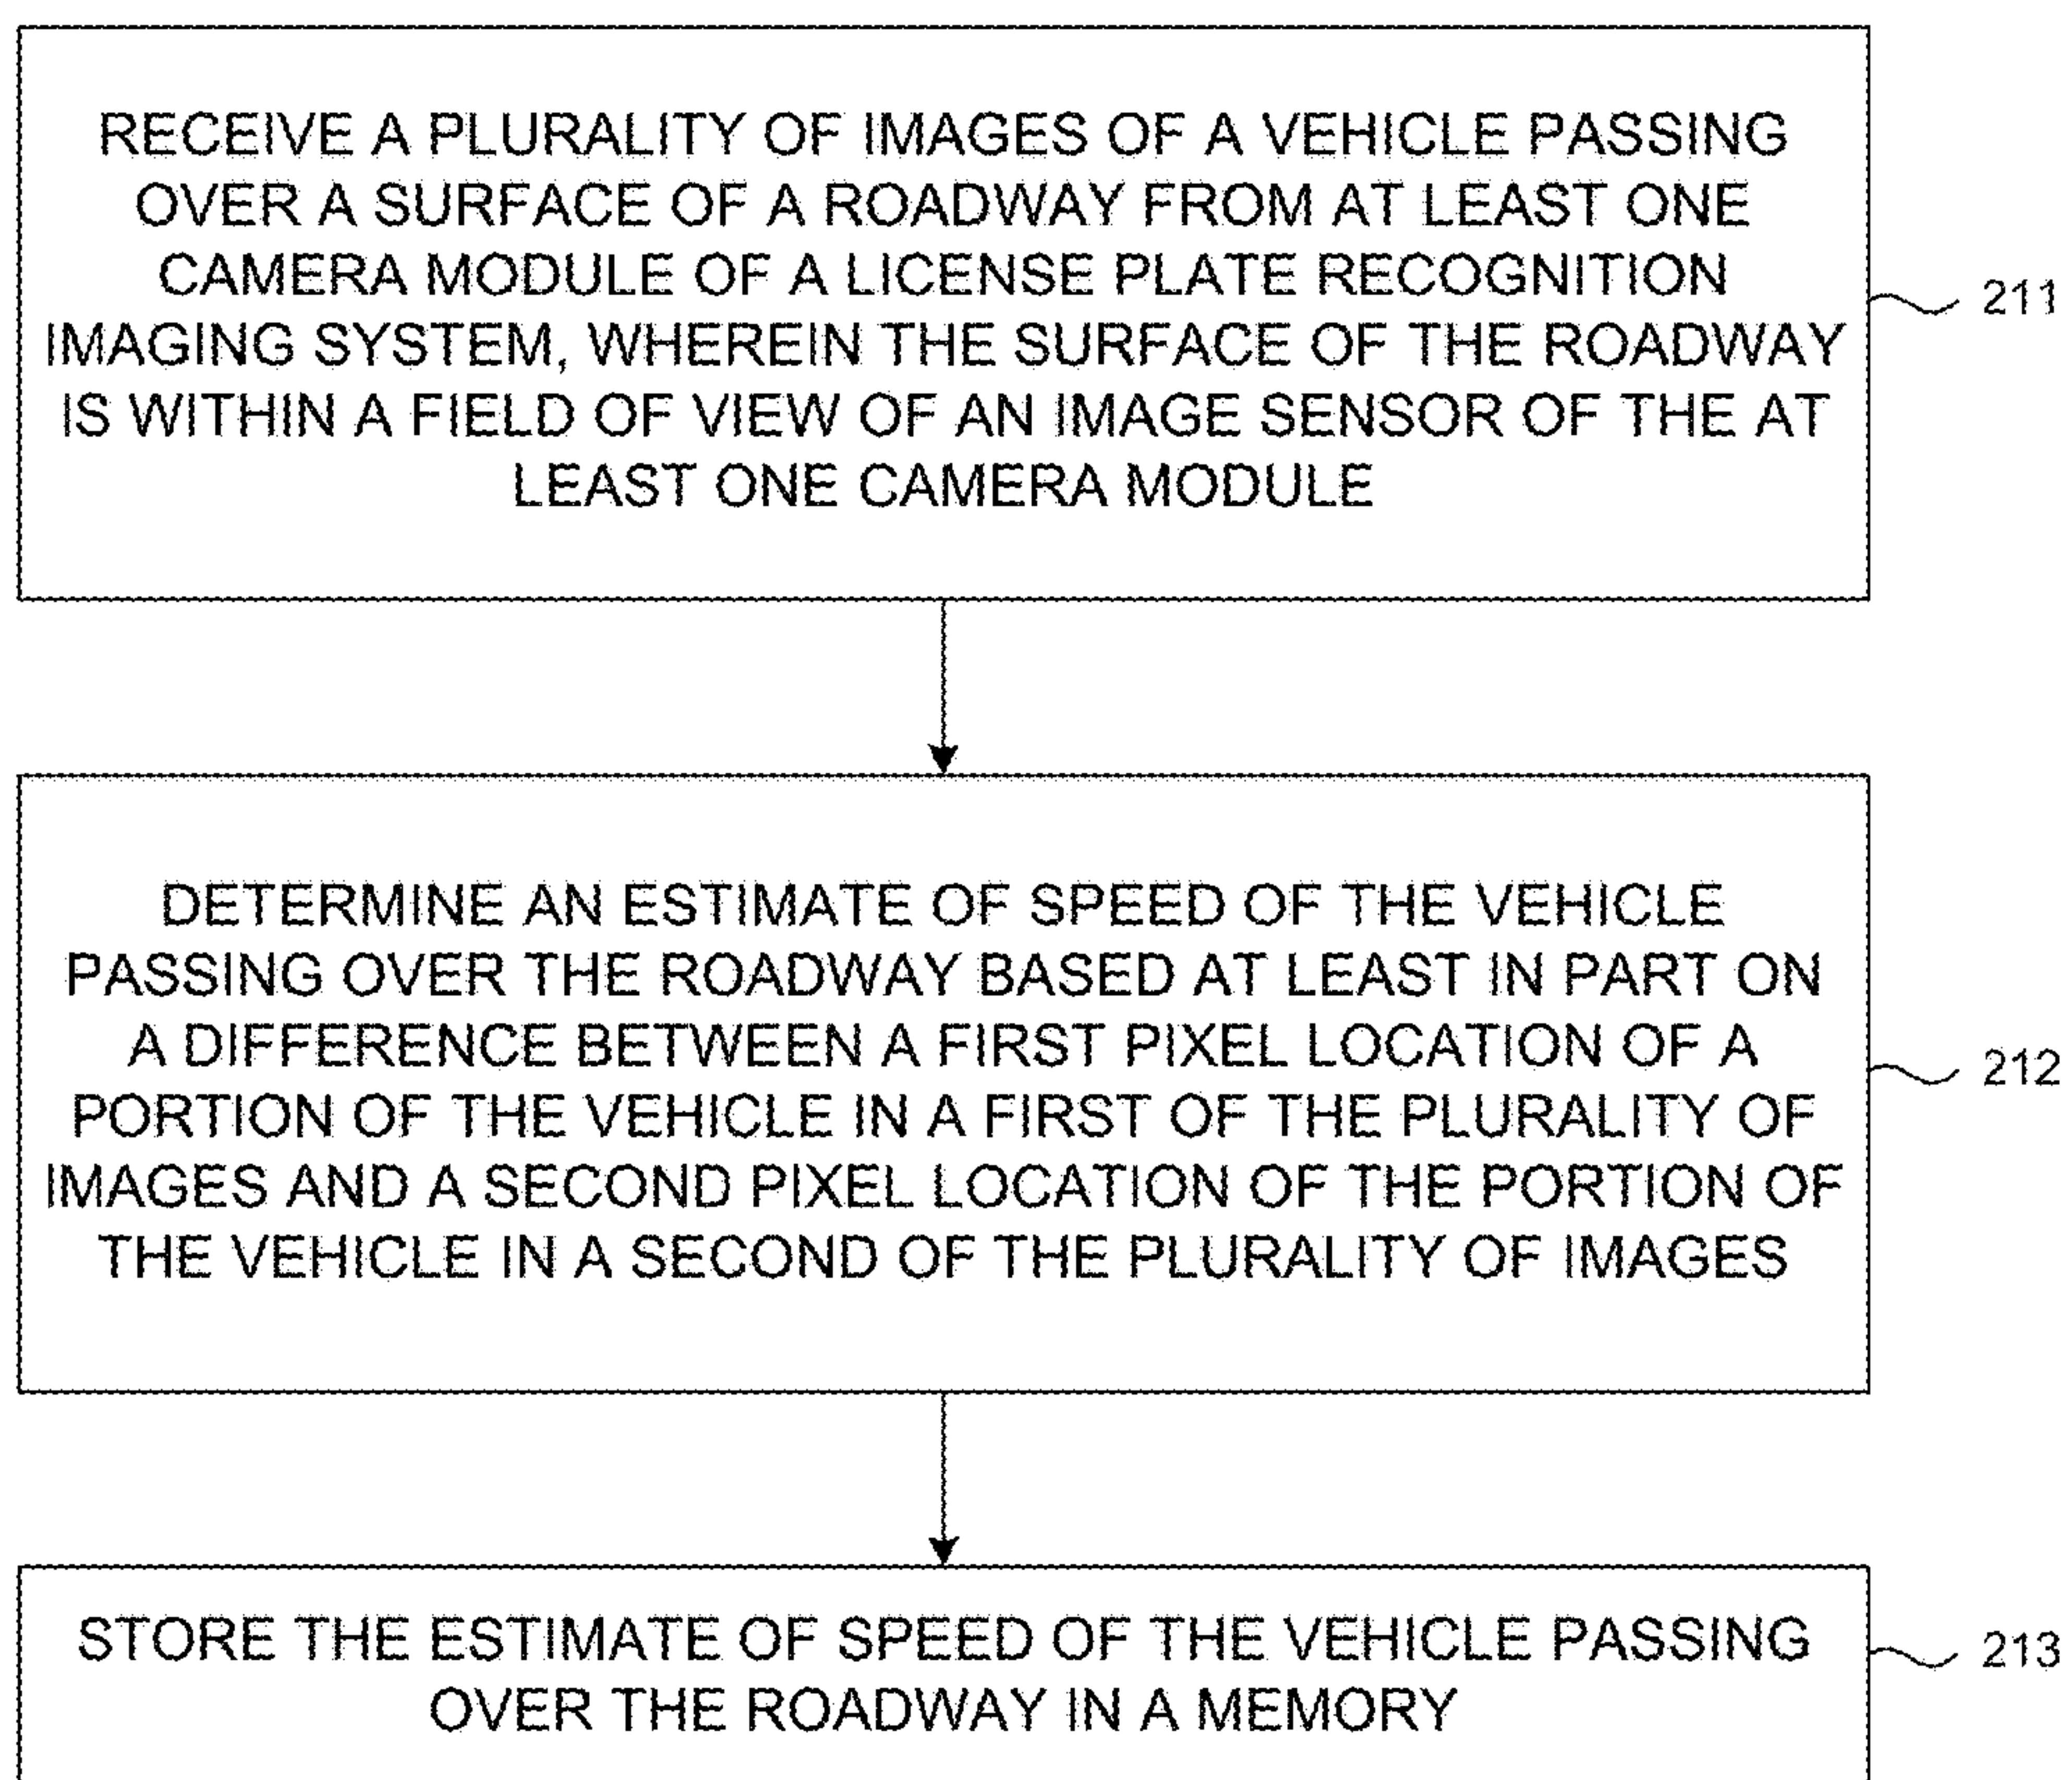 RECEIVE A PLURALITY OF IMAGES OF A VEHICLE PASSING
OVER A SURFACE OF A ROADWAY FROM AT LEAST ONE
CAMERA MODULE OF A LICENSE PLATE RECOGNITION
IMAGING SYSTEM, WHEREIN THE SURFACE OF THE ROADWAY
IS WITHIN A FIELD OF VIEW OF AN IMAGE SENSOR OF THE AT
LEAST ONE CAMERA MODULE
211
DETERMINE AN ESTIMATE OF SPEED OF THE VEHICLE
PASSING OVER THE ROADWAY BASED AT LEAST IN PART ON
A DIFFERENCE BETWEEN A FIRST PIXEL LOCATION OF A
PORTION OF THE VEHICLE IN A FIRST OF THE PLURALITY OF
IMAGES AND A SECOND PIXEL LOCATION OF THE PORTION OF
THE VEHICLE IN A SECOND OF THE PLURALITY OF IMAGES
212
STORE THE ESTIMATE OF SPEED OF THE VEHICLE PASSING
OVER THE ROADWAY IN A MEMORY
213